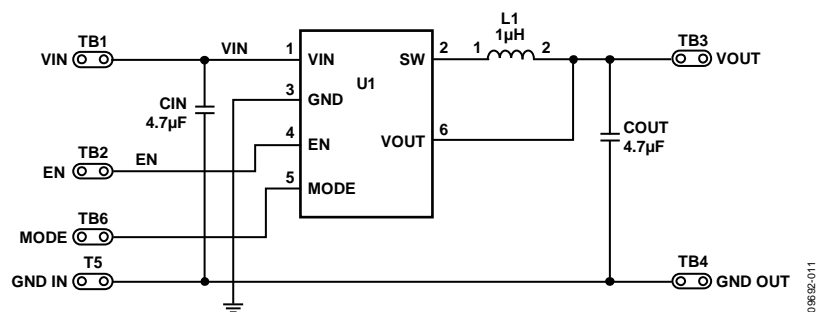 L1
1µH
TB1
VIN
VIN
1
VIN
SW
2
1
2
TB3
VOUT
U1
3
GND
CIN
4.7µF
4
EN
VOUT
6
COUT
4.7µF
TB2
EN
EN
5
MODE
TB6
MODE
T5
GND IN
TB4
GND OUT
09692-011